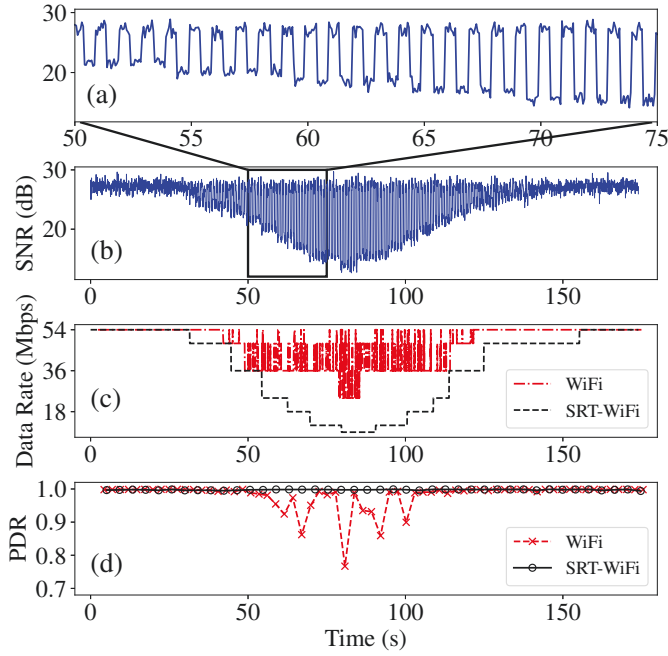 30
20
(a)
50 55 60 65 70 75
30
20
SNR (dB)
(b)
0 50 100 150
54
36
18
Data Rate (Mbps)
(c)
WiFi
SRT-WiFi
0 50 100 150
1.0
0.9
0.8
0.7
PDR
(d)
WiFi
SRT-WiFi
0 50 100 150
Time (s)